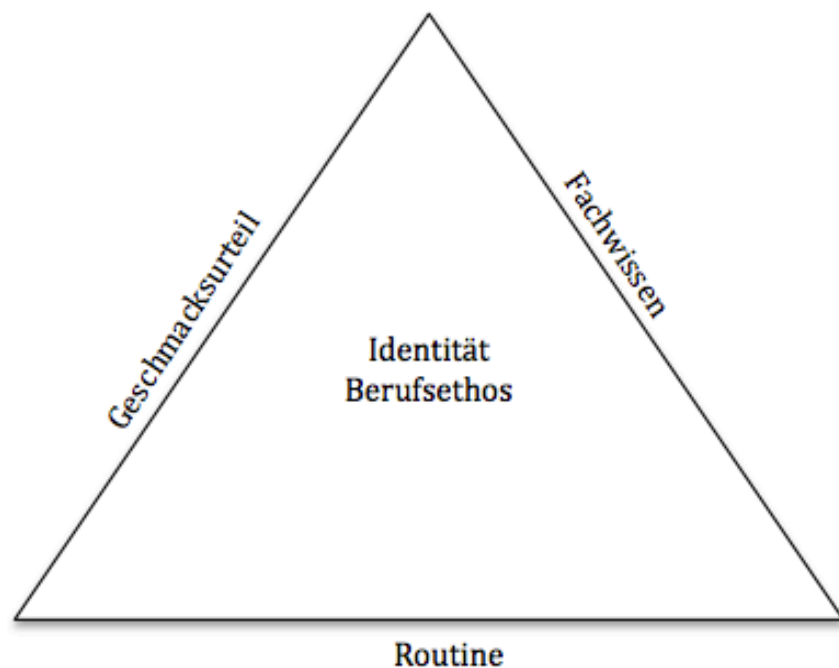 Geschmacksurteil
Fachwissen
Identität
Berufsethos
Routine